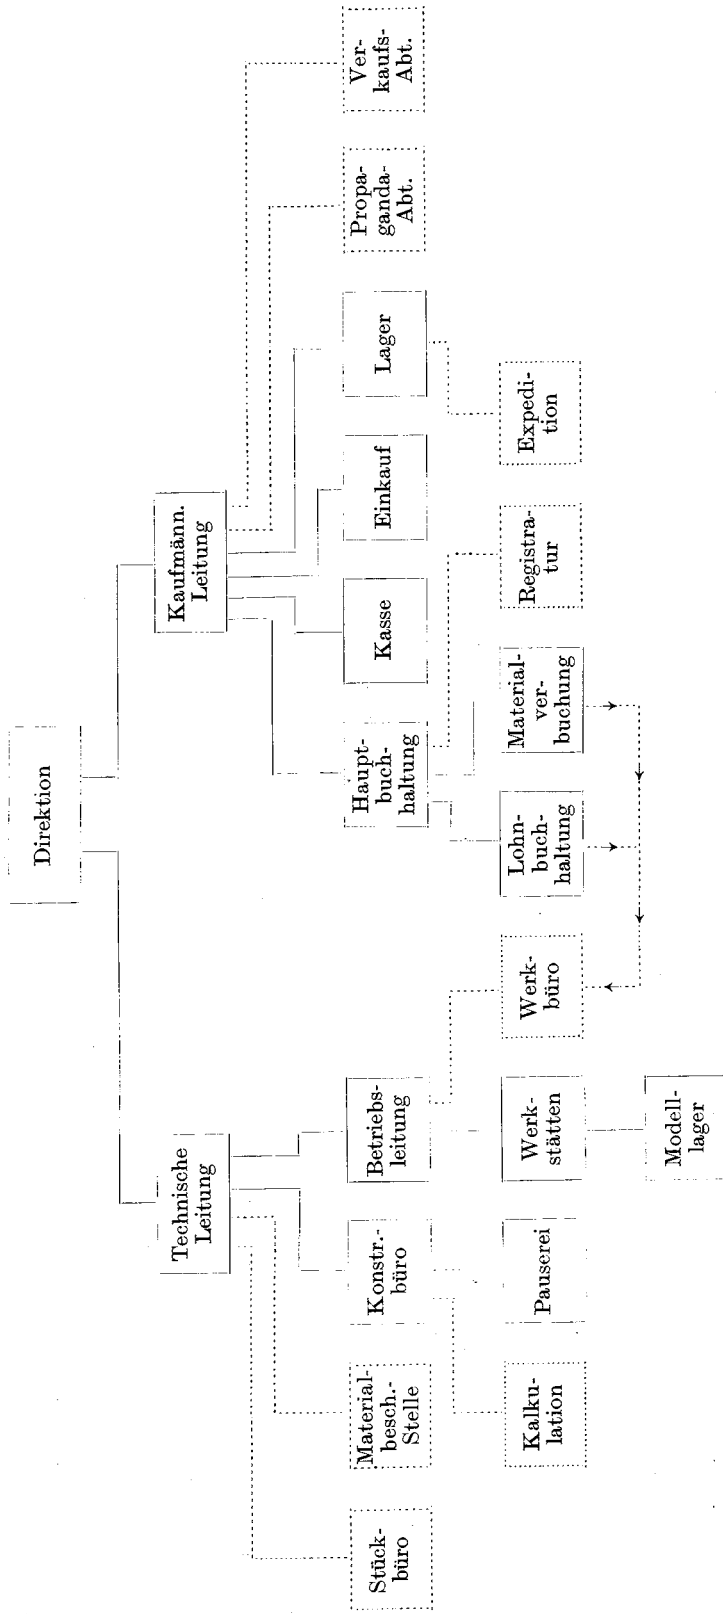 Direktion
Technische
Leitung
Kaufmänn.
Leitung
Stück-
büro
Material-
besch.-
Stelle
Konstr.-
büro
Betriebs-
leitung
Haupt-
buch-
haltung
Kasse
Einkauf
Lager
Propa-
ganda-
Abt.
Ver-
kaufs-
Abt.
Kalku-
lation
Pauserei
Werk-
stätten
Werk-
büro
Lohn-
buch-
haltung
Material-
ver-
buchung
Registra-
tur
Expedi-
tion
Modell-
lager